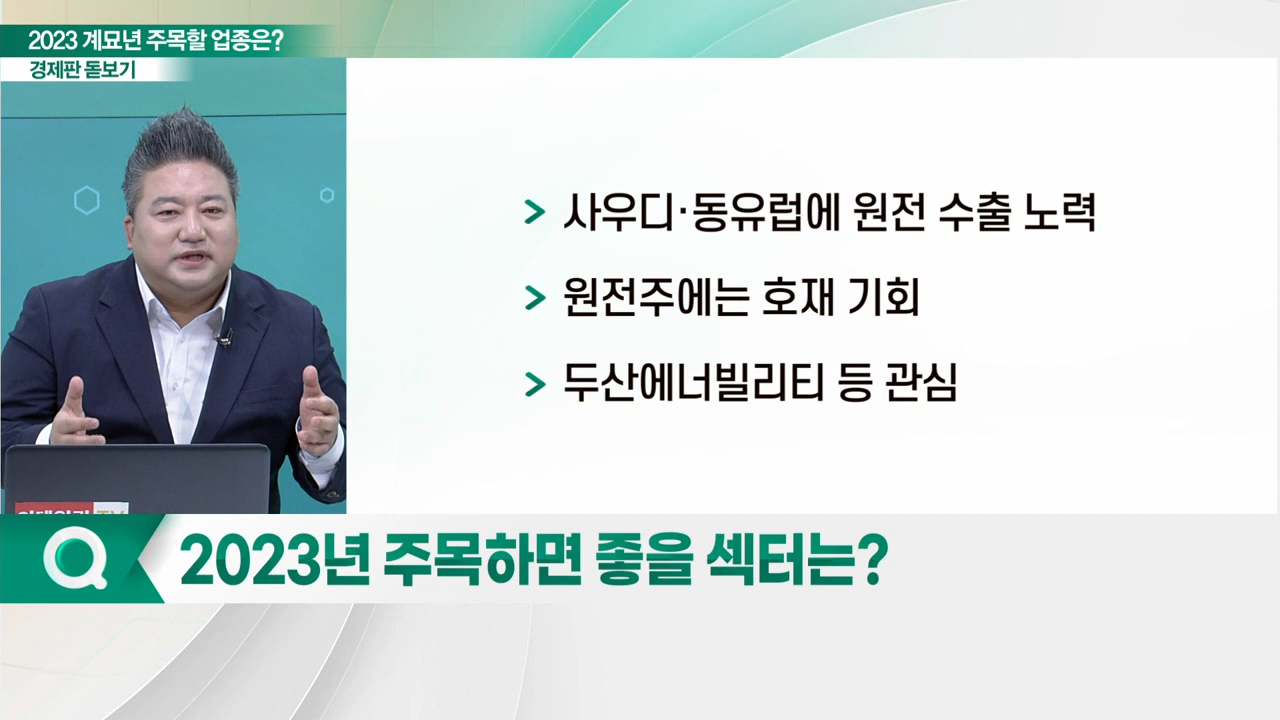 2023 계묘년 주목할 업종은?
경제판 돋보기
> 사우디·동유럽에 원전 수출 노력
> 원전주에는 호재 기회
> 두산에너빌리티 등 관심
Q 2023년 주목하면 좋을 섹터는?